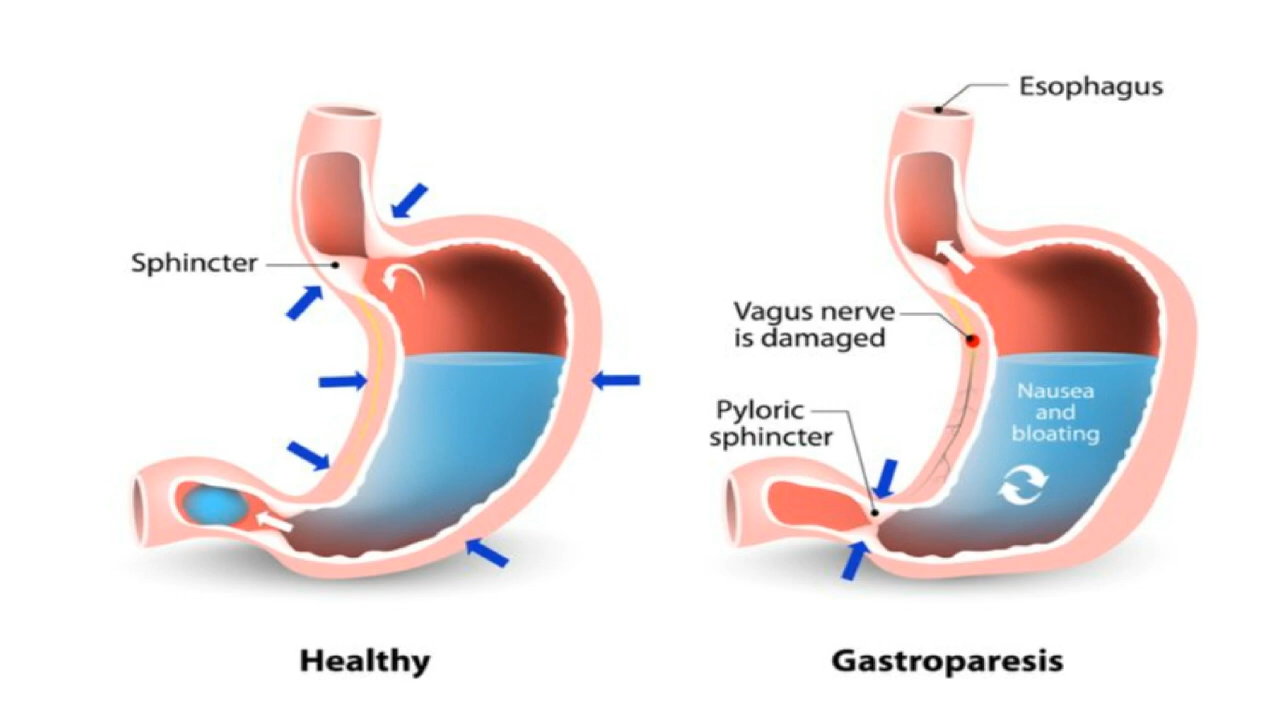 Esophagus
Sphincter
Vagus nerve
is damaged
Nausea
and
bloating
Pyloric
sphincter
Healthy
Gastroparesis